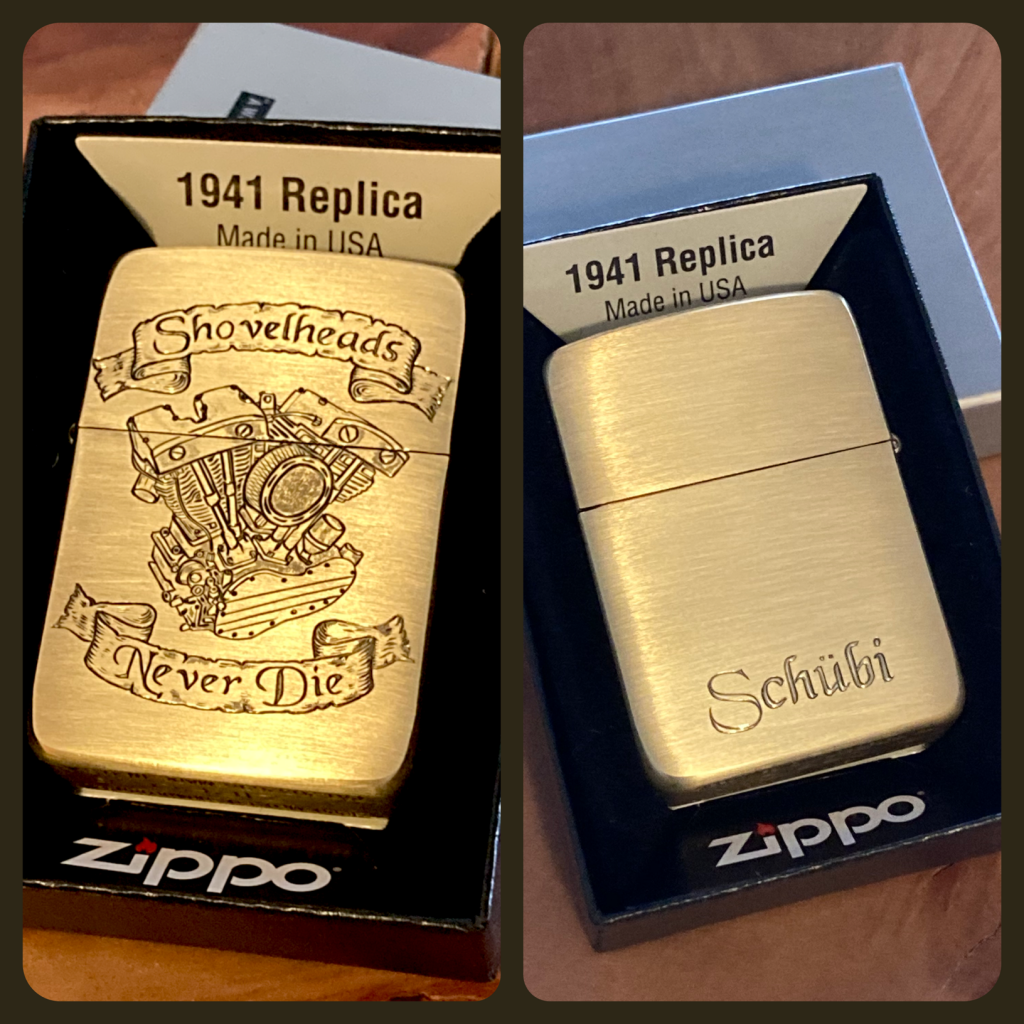 1941 Replica
Made in USA
Shovelheads
Never Die
zippo
1941 Replica
Made in USA
Schübi
zippo